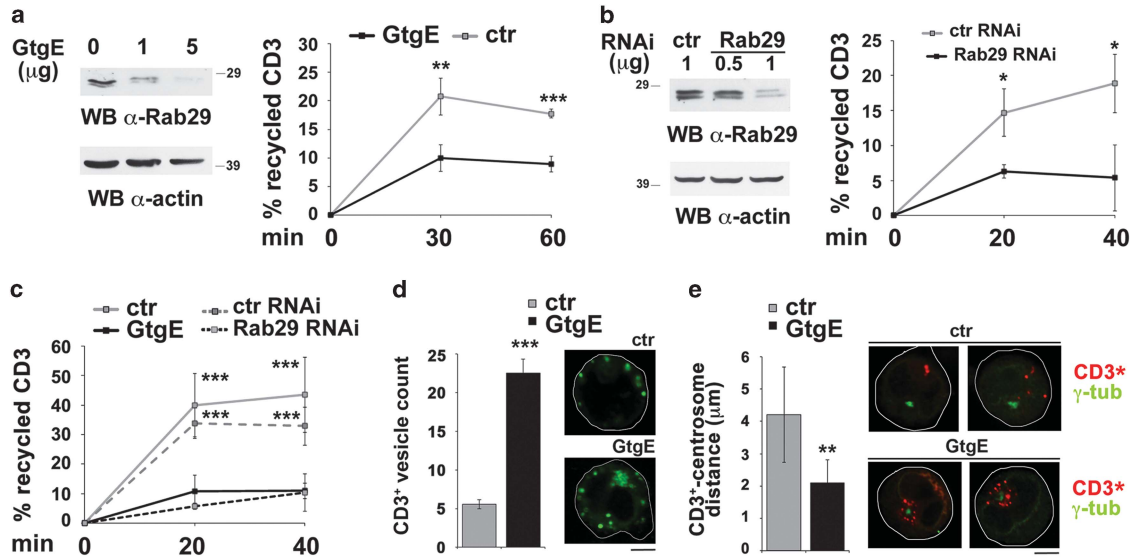 a
GtgE
(μg)
0 1 5
29
WB α-Rab29
39
WB α-actin
GtgE ctr
% recycled CD3
30
25
20
15
10
5
0
**
***
min
0 30 60
b
RNAi
(μg)
ctr Rab29
1 0.5 1
29
WB α-Rab29
39
WB α-actin
ctr RNAi
Rab29 RNAi
% recycled CD3
25
20
15
10
5
0
*
*
min
0 20 40
c
ctr ctr RNAi
GtgE Rab29 RNAi
% recycled CD3
60
50
40
30
20
10
0
*** ***
*** ***
min
0 20 40
d
ctr
GtgE
CD3⁺ vesicle count
25
20
15
10
5
0
***
ctr
GtgE
e
ctr
GtgE
CD3⁺-centrosome
distance (μm)
6
5
4
3
2
1
0
**
ctr
CD3*
γ-tub
GtgE
CD3*
γ-tub